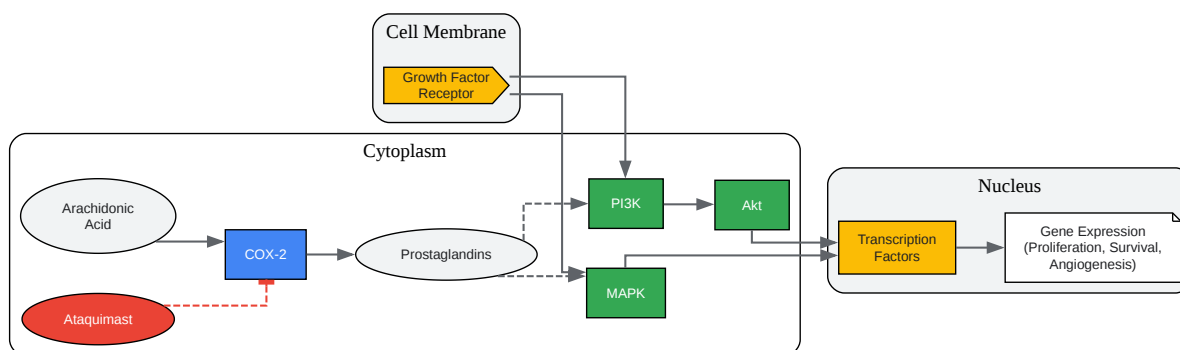 Cell Membrane
Growth Factor
Receptor
Cytoplasm
Arachidonic
Acid
COX-2
Ataquimast
Prostaglandins
PI3K
Akt
MAPK
Nucleus
Transcription
Factors
Gene Expression
(Proliferation, Survival,
Angiogenesis)